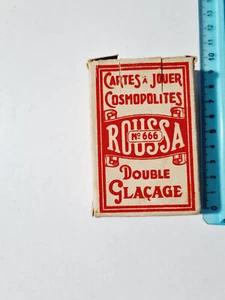 CARTES À JOUER
COSMOPOLITES
ROUSSA
Nº 666
DOUBLE
GLAÇAGE